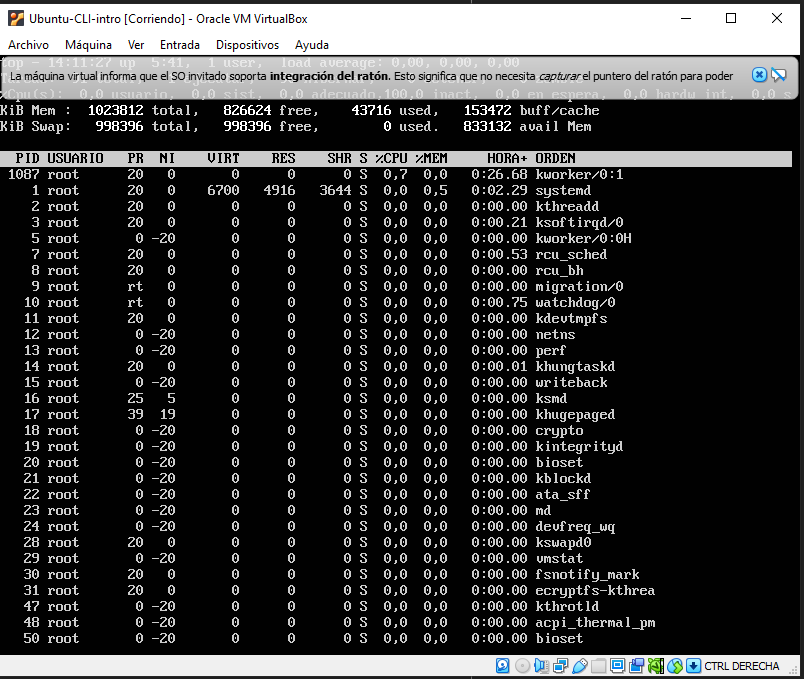 Ubuntu-CLI-intro [Corriendo] - Oracle VM VirtualBox
Archivo Máquina Ver Entrada Dispositivos Ayuda
top - 14:11:27 up 5:41, 1 user, load average: 0,00, 0,00, 0,00
La máquina virtual informa que el SO invitado soporta integración del ratón. Esto significa que no necesita capturar el puntero del ratón para poder
%Cpu(s): 0,0 usuario, 0,0 sist, 0,0 adecuado,100,0 inact, 0,0 en espera, 0,0 hardw int, 0,0 s
KiB Mem : 1023812 total, 826624 free, 43716 used, 153472 buff/cache
KiB Swap: 998396 total, 998396 free, 0 used. 833132 avail Mem
PID USUARIO PR NI VIRT RES SHR S %CPU %MEM HORA+ ORDEN
1087 root 20 0 0 0 0 S 0,7 0,0 0:26.68 kworker/0:1
1 root 20 0 6700 4916 3644 S 0,0 0,5 0:02.29 systemd
2 root 20 0 0 0 0 S 0,0 0,0 0:00.00 kthreadd
3 root 20 0 0 0 0 S 0,0 0,0 0:00.21 ksoftirqd/0
5 root 0 -20 0 0 0 S 0,0 0,0 0:00.00 kworker/0:0H
7 root 20 0 0 0 0 S 0,0 0,0 0:00.53 rcu_sched
8 root 20 0 0 0 0 S 0,0 0,0 0:00.00 rcu_bh
9 root rt 0 0 0 0 S 0,0 0,0 0:00.00 migration/0
10 root rt 0 0 0 0 S 0,0 0,0 0:00.75 watchdog/0
11 root 20 0 0 0 0 S 0,0 0,0 0:00.00 kdevtmpfs
12 root 0 -20 0 0 0 S 0,0 0,0 0:00.00 netns
13 root 0 -20 0 0 0 S 0,0 0,0 0:00.00 perf
14 root 20 0 0 0 0 S 0,0 0,0 0:00.01 khungtaskd
15 root 0 -20 0 0 0 S 0,0 0,0 0:00.00 writeback
16 root 25 5 0 0 0 S 0,0 0,0 0:00.00 ksmd
17 root 39 19 0 0 0 S 0,0 0,0 0:00.00 khugepaged
18 root 0 -20 0 0 0 S 0,0 0,0 0:00.00 crypto
19 root 0 -20 0 0 0 S 0,0 0,0 0:00.00 kintegrityd
20 root 0 -20 0 0 0 S 0,0 0,0 0:00.00 bioset
21 root 0 -20 0 0 0 S 0,0 0,0 0:00.00 kblockd
22 root 0 -20 0 0 0 S 0,0 0,0 0:00.00 ata_sff
23 root 0 -20 0 0 0 S 0,0 0,0 0:00.00 md
24 root 0 -20 0 0 0 S 0,0 0,0 0:00.00 devfreq_wq
28 root 20 0 0 0 0 S 0,0 0,0 0:00.00 kswapd0
29 root 0 -20 0 0 0 S 0,0 0,0 0:00.00 vmstat
30 root 20 0 0 0 0 S 0,0 0,0 0:00.00 fsnotify_mark
31 root 20 0 0 0 0 S 0,0 0,0 0:00.00 ecryptfs-kthrea
47 root 0 -20 0 0 0 S 0,0 0,0 0:00.00 kthrotld
48 root 0 -20 0 0 0 S 0,0 0,0 0:00.00 acpi_thermal_pm
50 root 0 -20 0 0 0 S 0,0 0,0 0:00.00 bioset
CTRL DERECHA